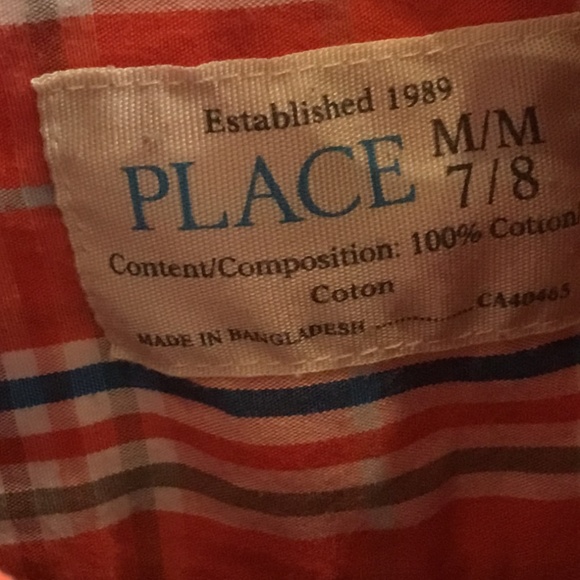 Established 1989
PLACE M/M
7/8
Content/Composition: 100% Cotton
Coton
MADE IN BANGLADESH ............... CA40465